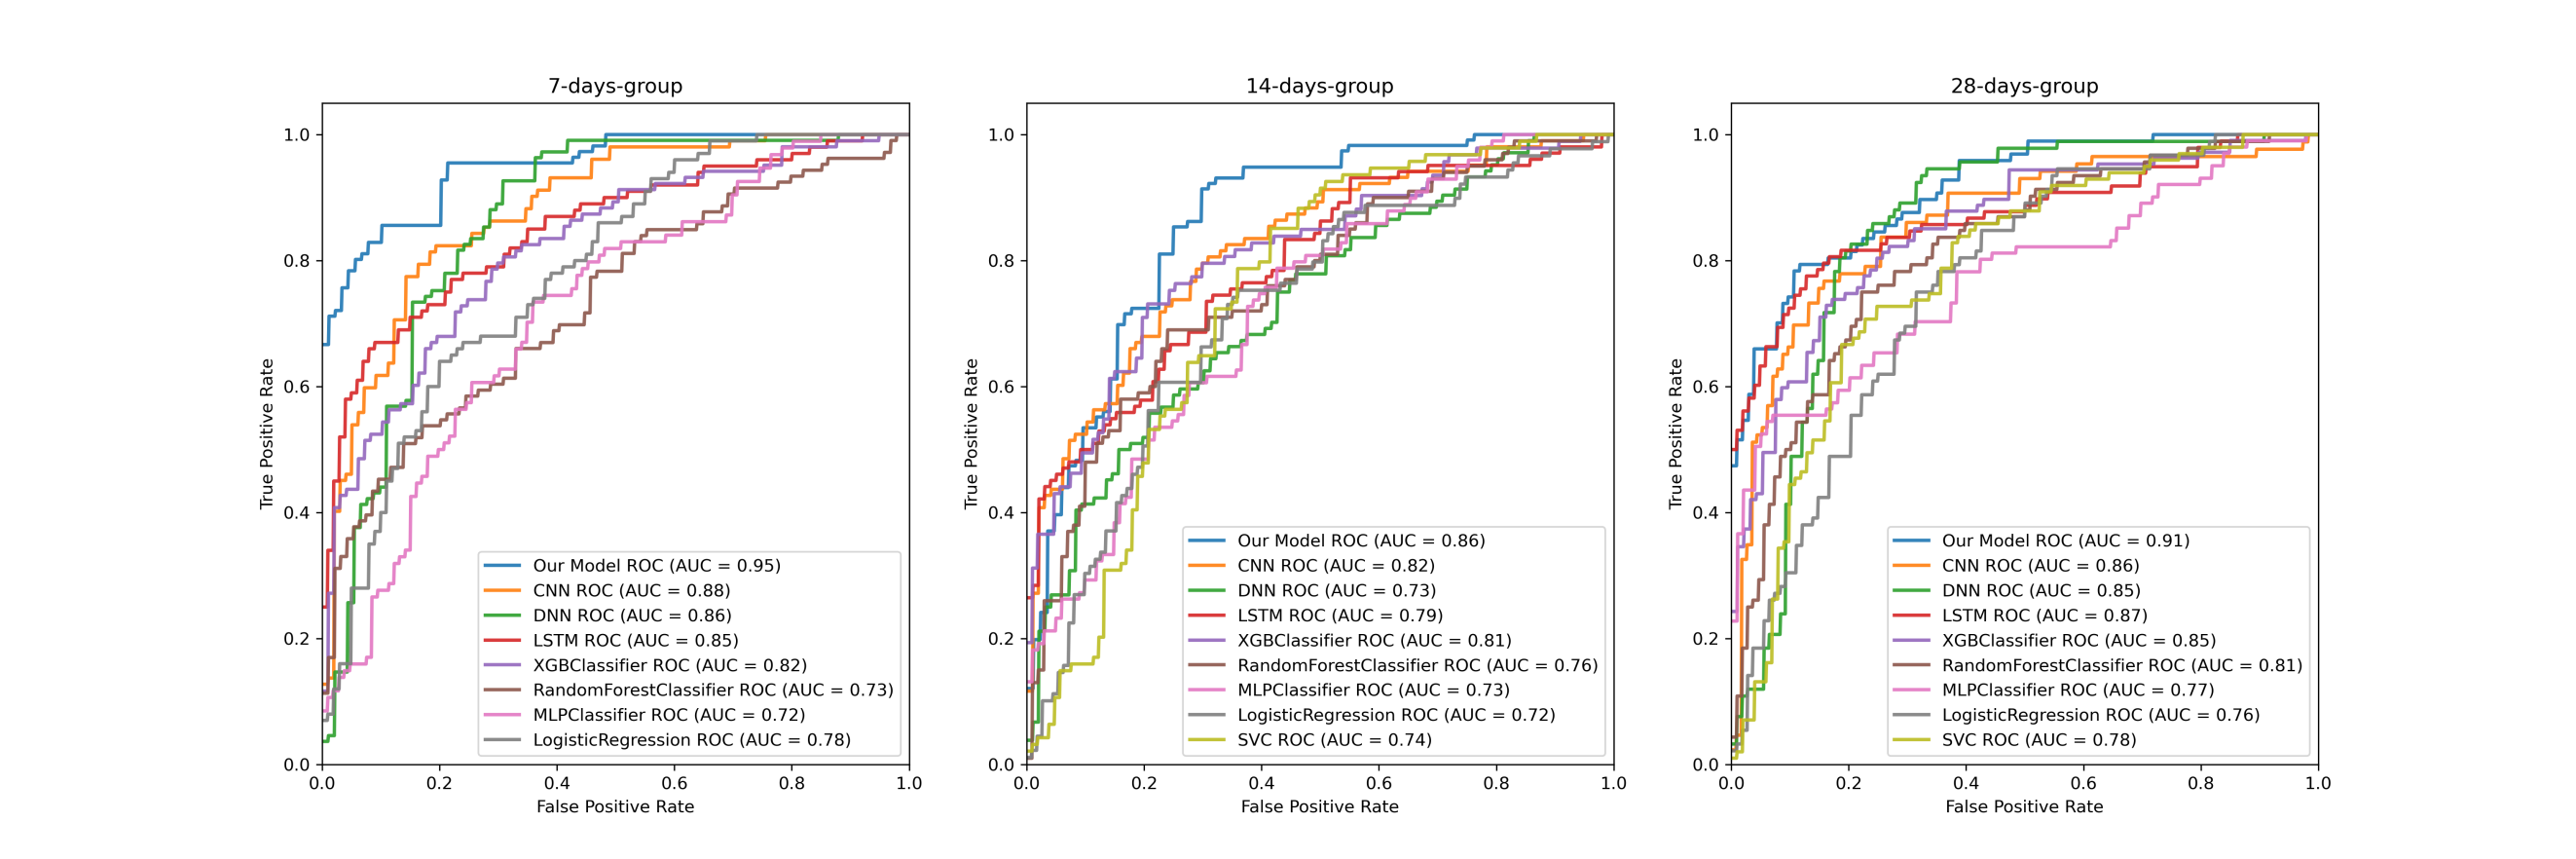 7-days-group
True Positive Rate
1.0
0.8
0.6
0.4
0.2
0.0
Our Model ROC (AUC = 0.95)
CNN ROC (AUC = 0.88)
DNN ROC (AUC = 0.86)
LSTM ROC (AUC = 0.85)
XGBClassifier ROC (AUC = 0.82)
RandomForestClassifier ROC (AUC = 0.73)
MLPClassifier ROC (AUC = 0.72)
LogisticRegression ROC (AUC = 0.78)
0.0 0.2 0.4 0.6 0.8 1.0
False Positive Rate
14-days-group
True Positive Rate
1.0
0.8
0.6
0.4
0.2
0.0
Our Model ROC (AUC = 0.86)
CNN ROC (AUC = 0.82)
DNN ROC (AUC = 0.73)
LSTM ROC (AUC = 0.79)
XGBClassifier ROC (AUC = 0.81)
RandomForestClassifier ROC (AUC = 0.76)
MLPClassifier ROC (AUC = 0.73)
LogisticRegression ROC (AUC = 0.72)
SVC ROC (AUC = 0.74)
0.0 0.2 0.4 0.6 0.8 1.0
False Positive Rate
28-days-group
True Positive Rate
1.0
0.8
0.6
0.4
0.2
0.0
Our Model ROC (AUC = 0.91)
CNN ROC (AUC = 0.86)
DNN ROC (AUC = 0.85)
LSTM ROC (AUC = 0.87)
XGBClassifier ROC (AUC = 0.85)
RandomForestClassifier ROC (AUC = 0.81)
MLPClassifier ROC (AUC = 0.77)
LogisticRegression ROC (AUC = 0.76)
SVC ROC (AUC = 0.78)
0.0 0.2 0.4 0.6 0.8 1.0
False Positive Rate